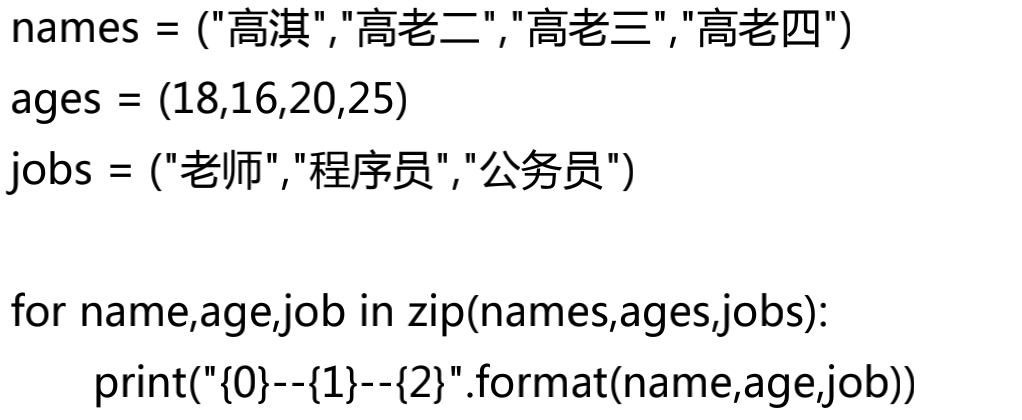 names = ("高淇","高老二","高老三","高老四")
ages = (18,16,20,25)
jobs = ("老师","程序员","公务员")
for name,age,job in zip(names,ages,jobs):
    print("{0}--{1}--{2}".format(name,age,job))